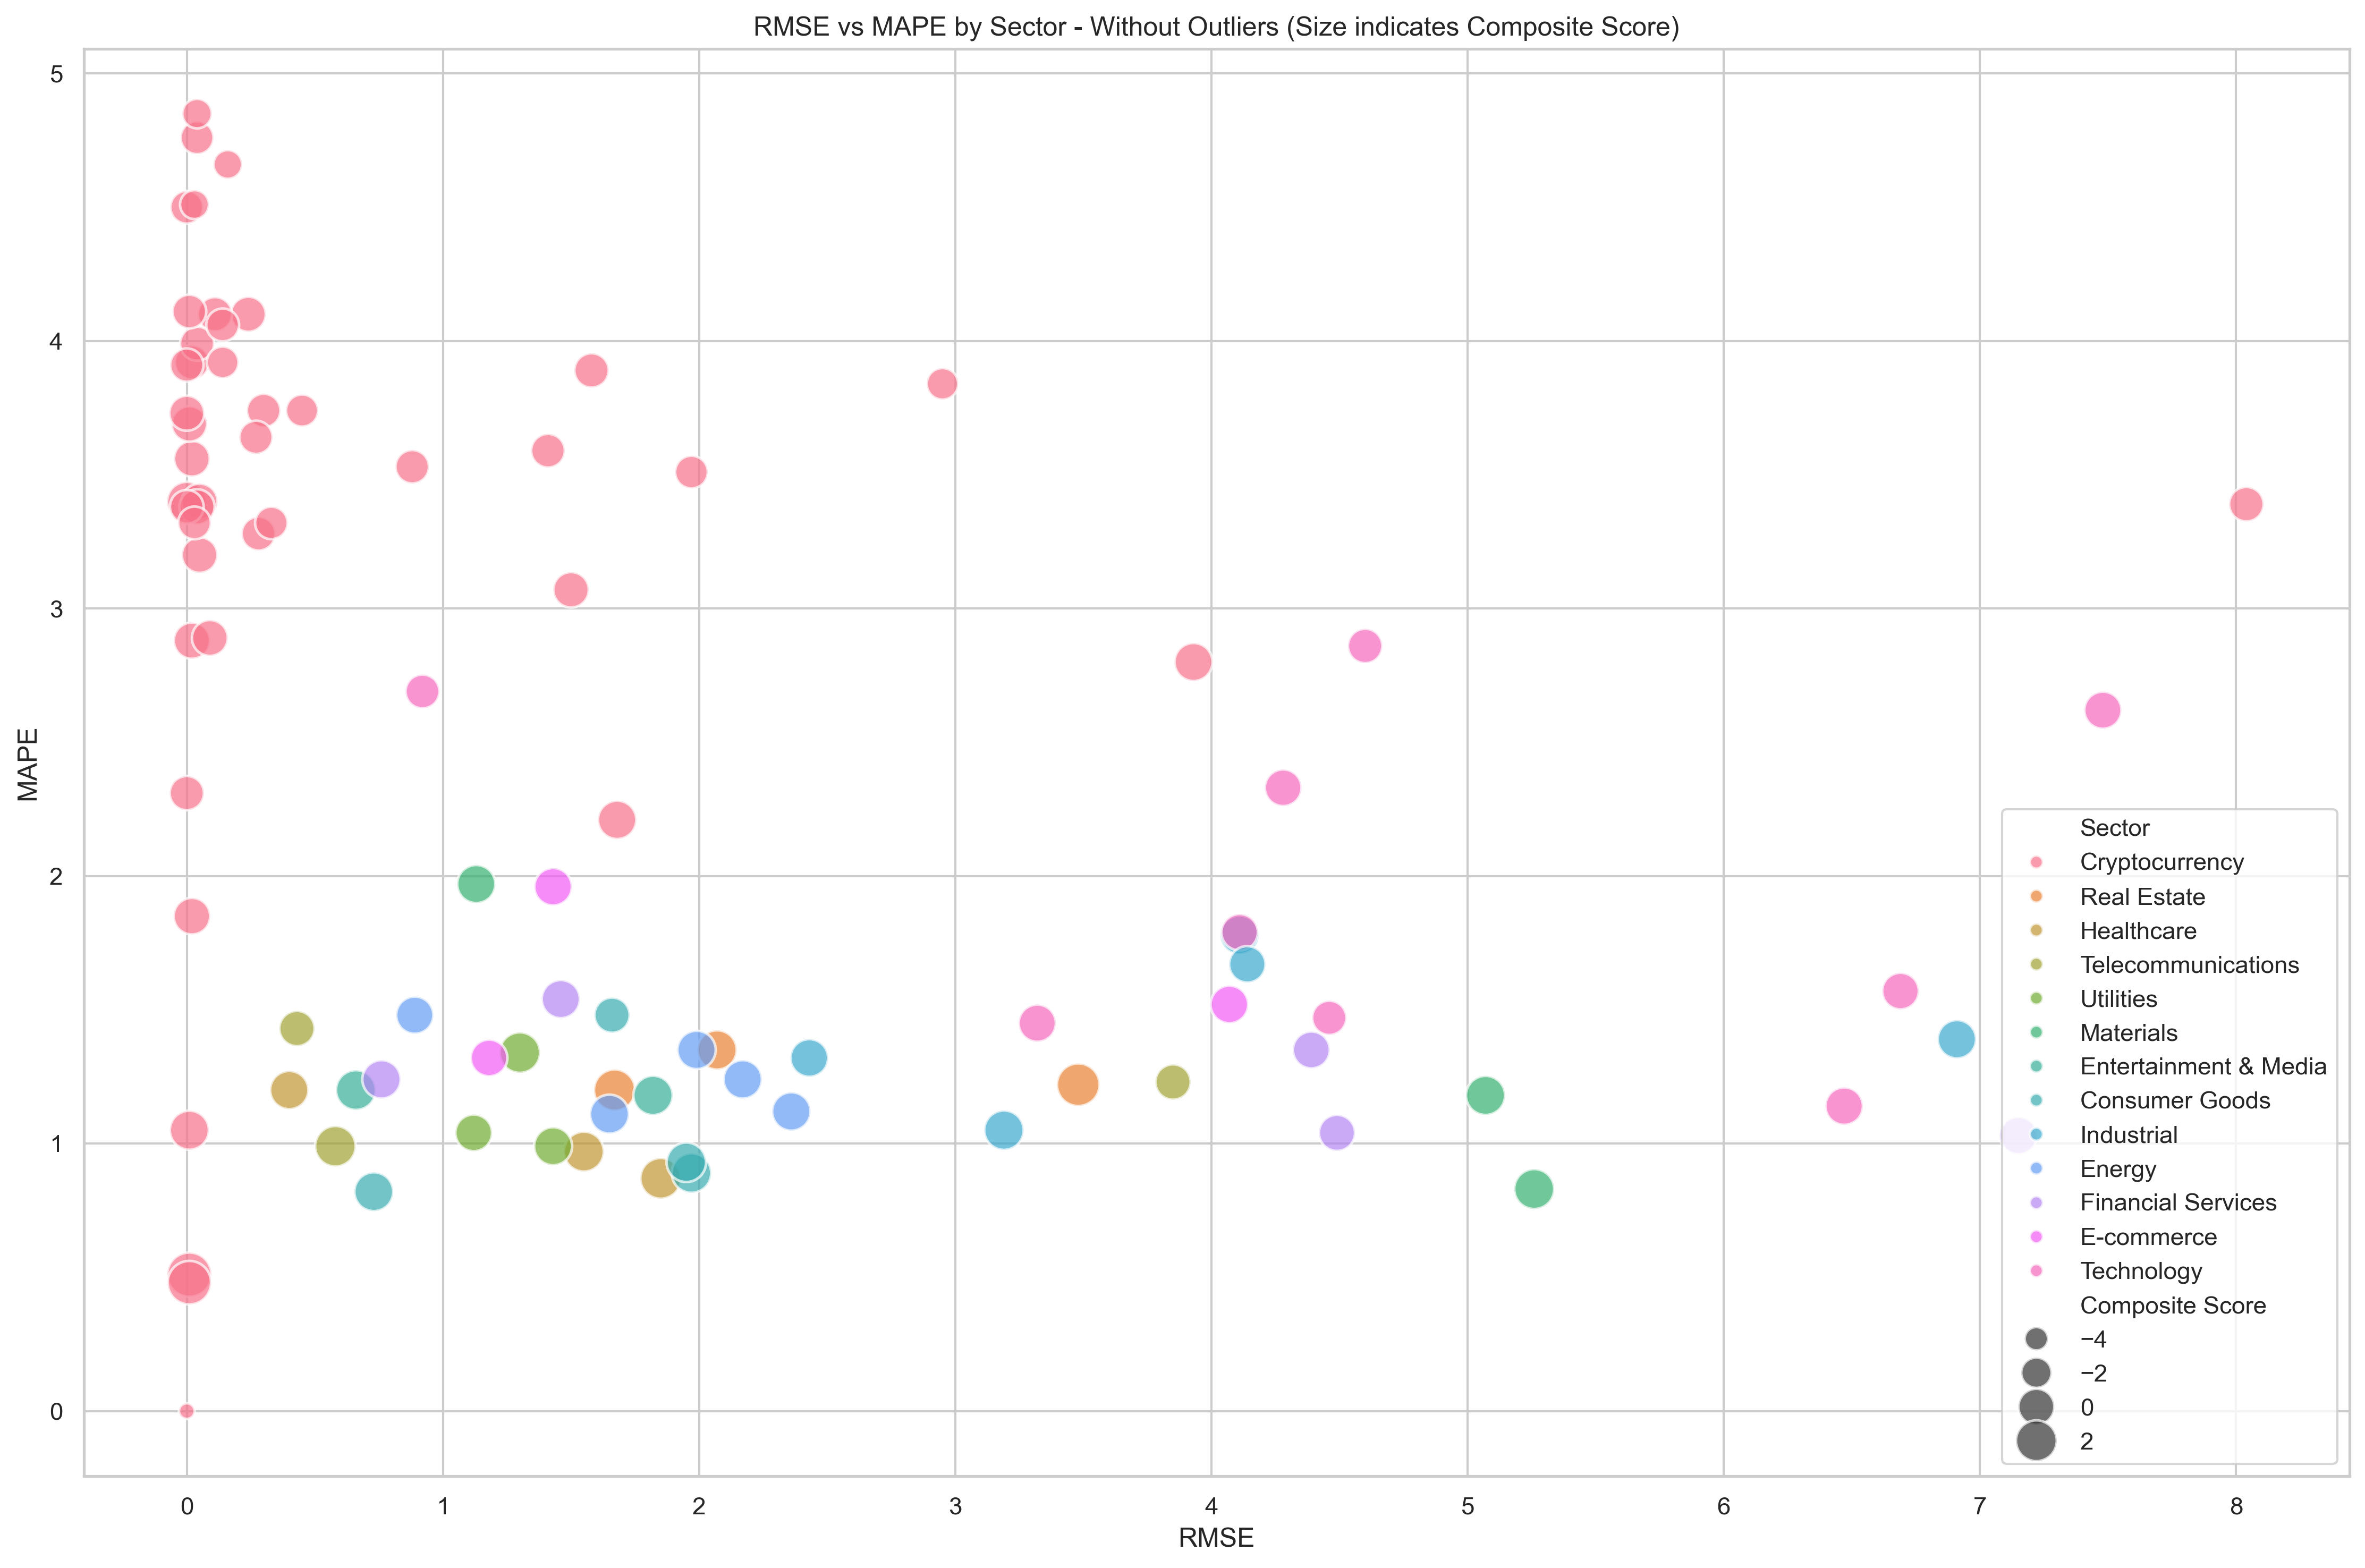 RMSE vs MAPE by Sector - Without Outliers (Size indicates Composite Score)
5
4
3
2
1
0
MAPE
0
1
2
3
4
5
6
7
8
RMSE
Sector
Cryptocurrency
Real Estate
Healthcare
Telecommunications
Utilities
Materials
Entertainment & Media
Consumer Goods
Industrial
Energy
Financial Services
E-commerce
Technology
Composite Score
−4
−2
0
2